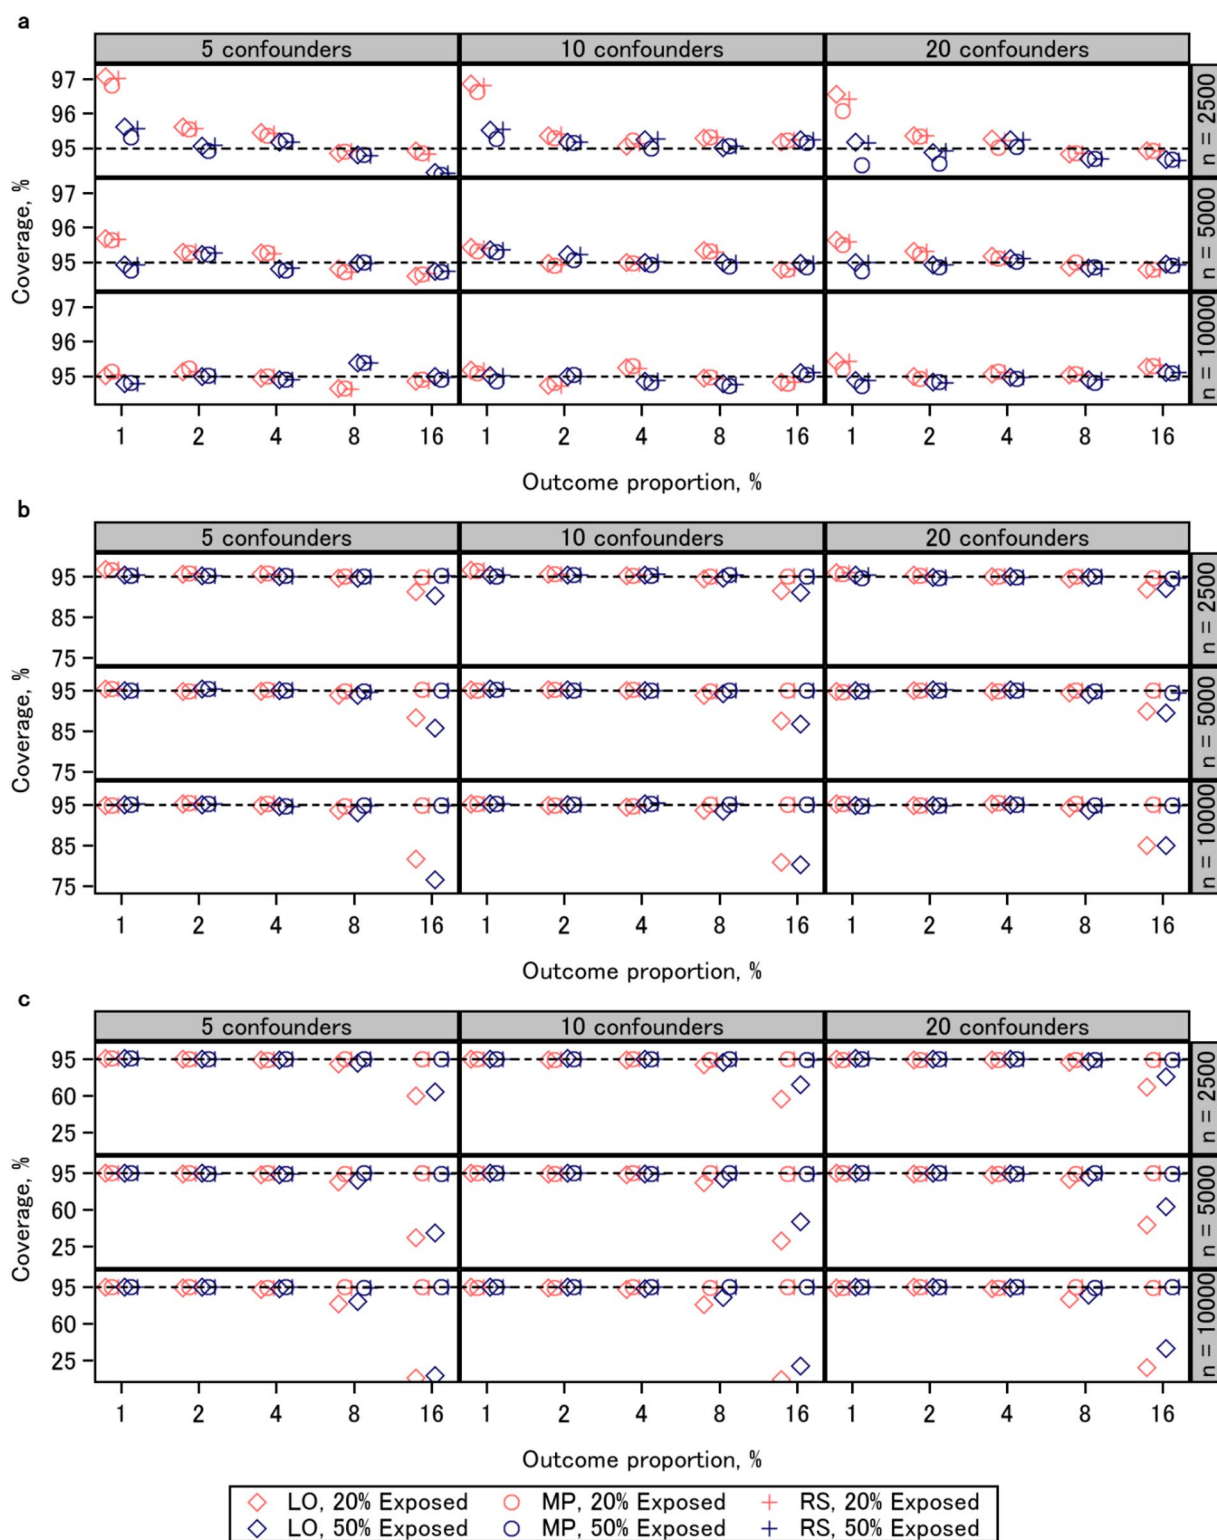 a
5 confounders 10 confounders 20 confounders
97
96
95
n = 2500
97
96
95
n = 5000
97
96
95
n = 10000
Coverage, %
1 2 4 8 16 1 2 4 8 16 1 2 4 8 16
Outcome proportion, %
b
5 confounders 10 confounders 20 confounders
95
85
75
n = 2500
95
85
75
n = 5000
95
85
75
n = 10000
Coverage, %
Coverage, %
1 2 4 8 16 1 2 4 8 16 1 2 4 8 16
Outcome proportion, %
c
5 confounders 10 confounders 20 confounders
95
60
25
n = 2500
95
60
25
n = 5000
95
60
25
n = 10000
Coverage, %
1 2 4 8 16 1 2 4 8 16 1 2 4 8 16
Outcome proportion, %
LO, 20% Exposed MP, 20% Exposed RS, 20% Exposed
LO, 50% Exposed MP, 50% Exposed RS, 50% Exposed